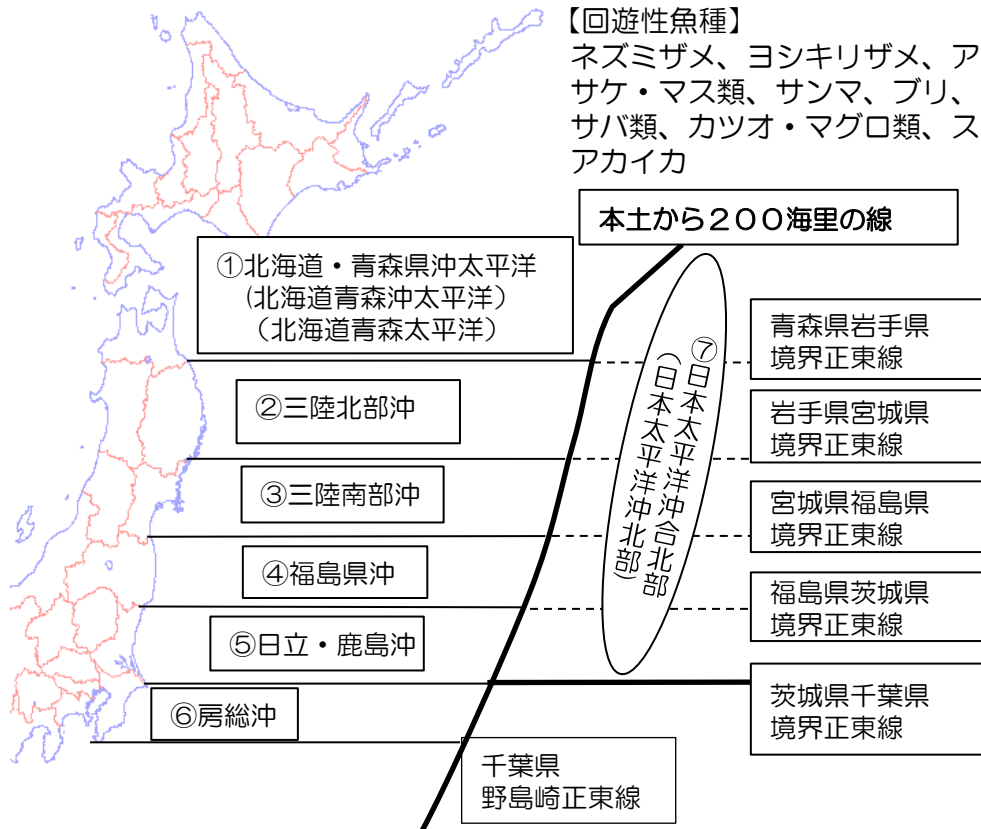 【回遊性魚種】
ネズミザメ、ヨシキリザメ、ア
サケ・マス類、サンマ、ブリ、
サバ類、カツオ・マグロ類、ス
アカイカ
本土から200海里の線
①北海道・青森県沖太平洋
(北海道青森沖太平洋)
(北海道青森太平洋)
②三陸北部沖
③三陸南部沖
④福島県沖
⑤日立・鹿島沖
⑥房総沖
⑦日本太平洋沖合北部
(日本太平洋沖北部)
青森県岩手県
境界正東線
岩手県宮城県
境界正東線
宮城県福島県
境界正東線
福島県茨城県
境界正東線
茨城県千葉県
境界正東線
千葉県
野島崎正東線